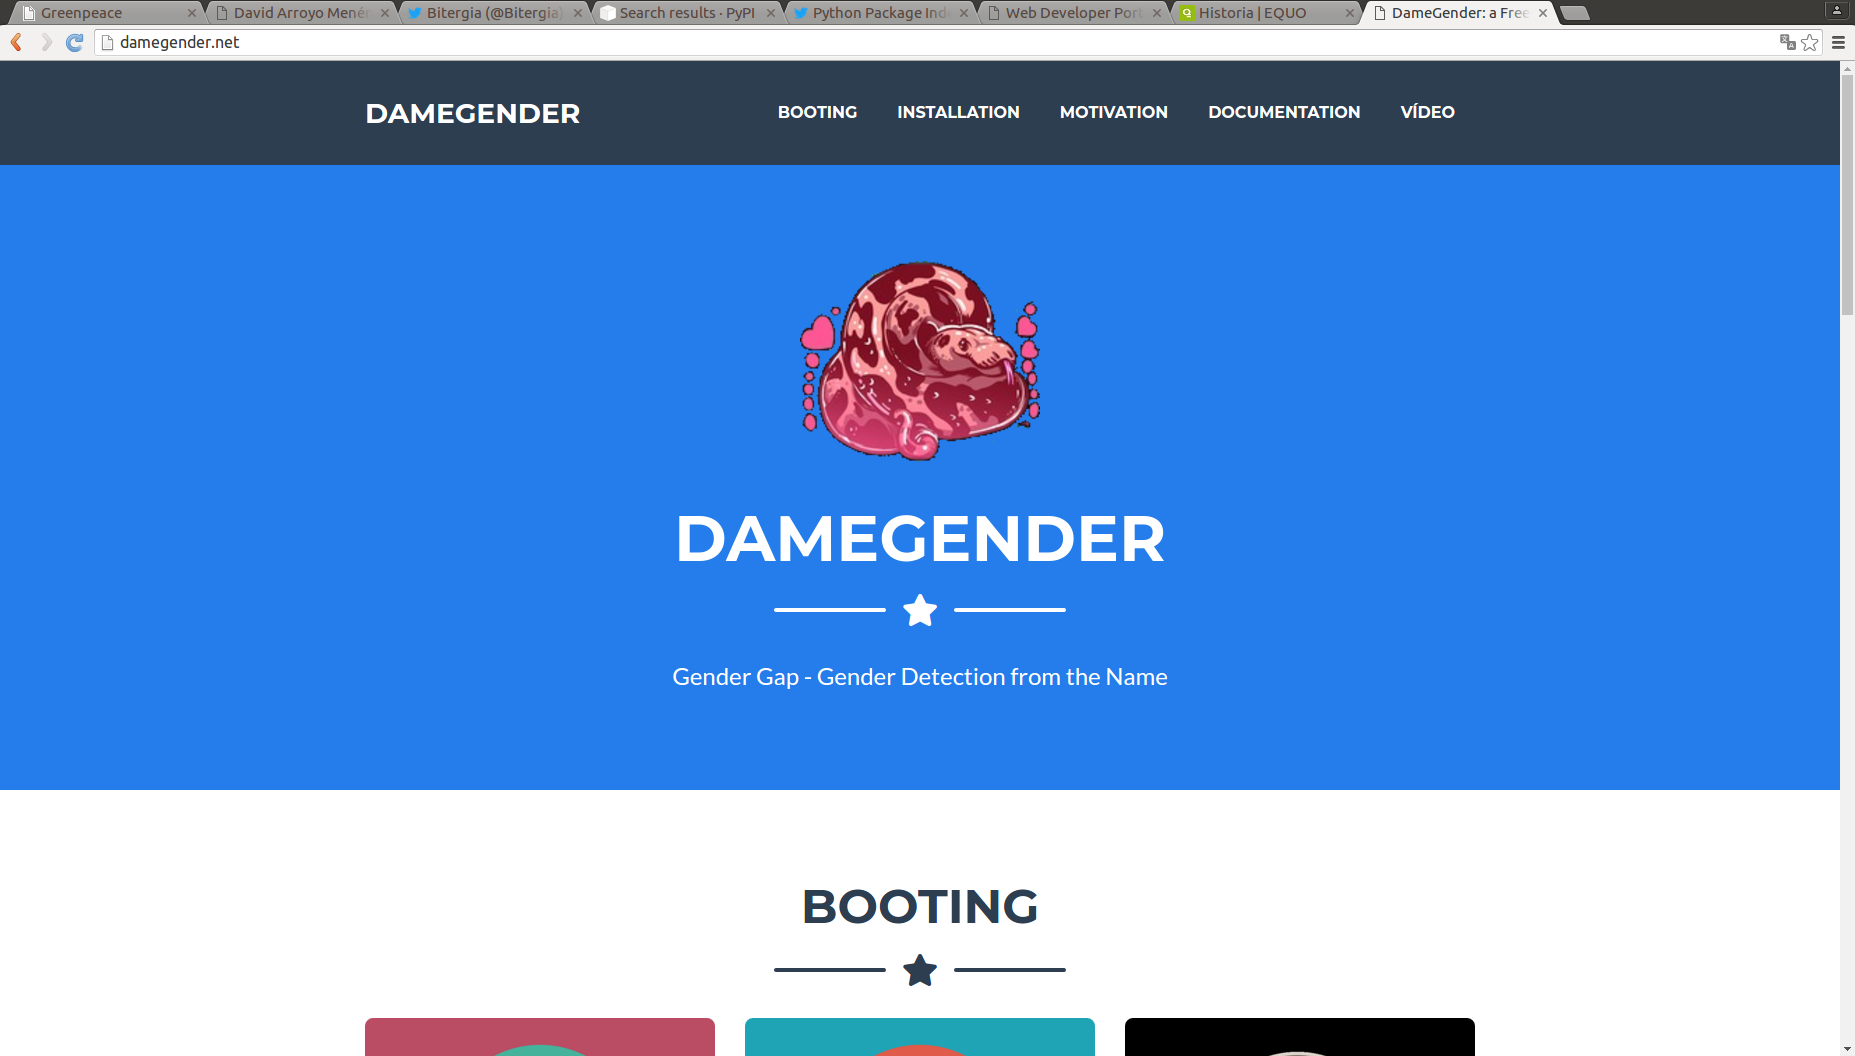 Greenpeace
David Arroyo Menén
Bitergia (@Bitergia)
Search results · PyPI
Python Package Ind
Web Developer Port
Historia | EQUO
DameGender: a Free
damegender.net
DAMEGENDER
BOOTING
INSTALLATION
MOTIVATION
DOCUMENTATION
VÍDEO
DAMEGENDER
Gender Gap - Gender Detection from the Name
BOOTING